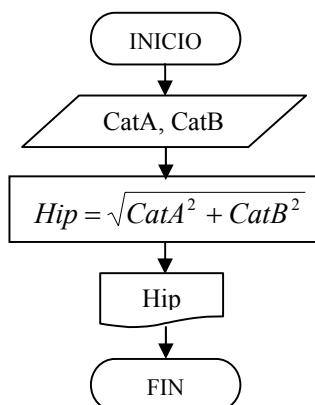 INICIO
CatA, CatB
Hip = √CatA² + CatB²
Hip
FIN